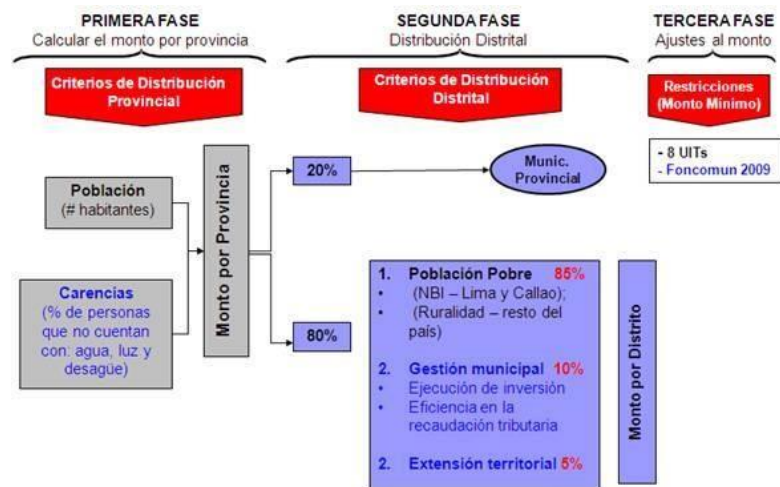 PRIMERA FASE
Calcular el monto por provincia
SEGUNDA FASE
Distribución Distrital
TERCERA FASE
Ajustes al monto
Criterios de Distribución
Provincial
Criterios de Distribución
Distrital
Restricciones
(Monto Mínimo)
Población
(# habitantes)
Carencias
(% de personas
que no cuentan
con: agua, luz y
desagüe)
Monto por Provincia
20%
Munic.
Provincial
80%
1. Población Pobre 85%
• (NBI – Lima y Callao);
• (Ruralidad – resto del
país)
2. Gestión municipal 10%
• Ejecución de inversión
• Eficiencia en la
recaudación tributaria
2. Extensión territorial 5%
Monto por Distrito
- 8 UITs
- Foncomun 2009